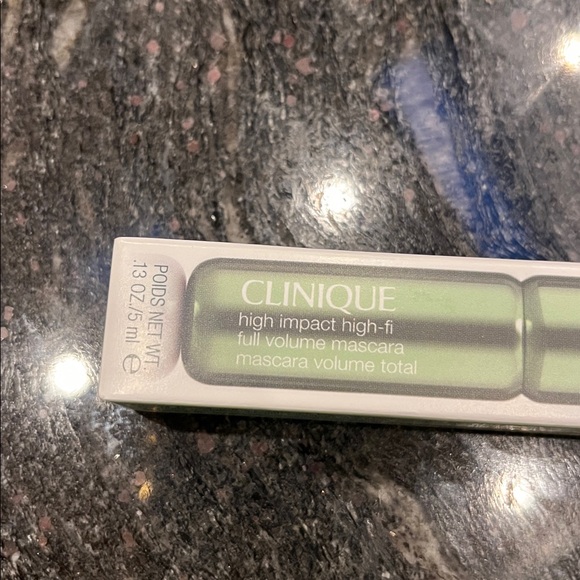 CLINIQUE
high impact high-fi
full volume mascara
mascara volume total
POIDS NET WT.
.13 OZ./5 ml ℮